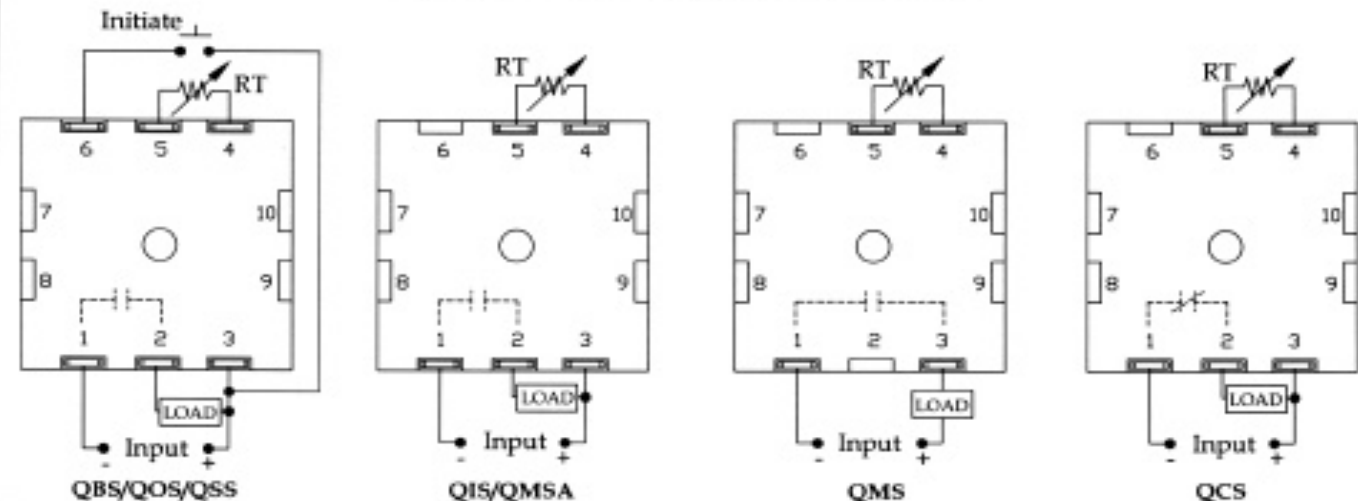 Initiate
RT
6 5 4
7
10
8
9
1 2 3
LOAD
- Input +
QBS/QOS/QSS
RT
6 5 4
7
10
8
9
1 2 3
LOAD
- Input +
QIS/QMSA
RT
6 5 4
7
10
8
9
1 2 3
LOAD
- Input +
QMS
RT
6 5 4
7
10
8
9
1 2 3
LOAD
- Input +
QCS